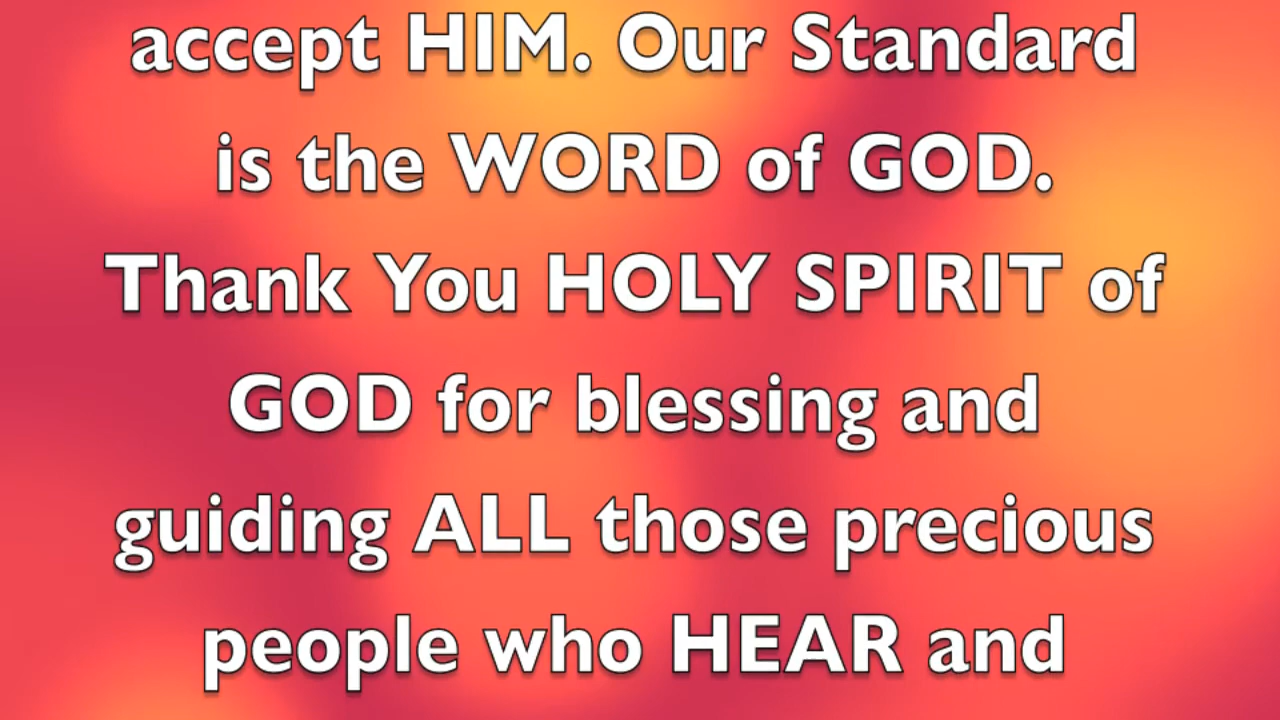 accept HIM. Our Standard
is the WORD of GOD.
Thank You HOLY SPIRIT of
GOD for blessing and
guiding ALL those precious
people who HEAR and